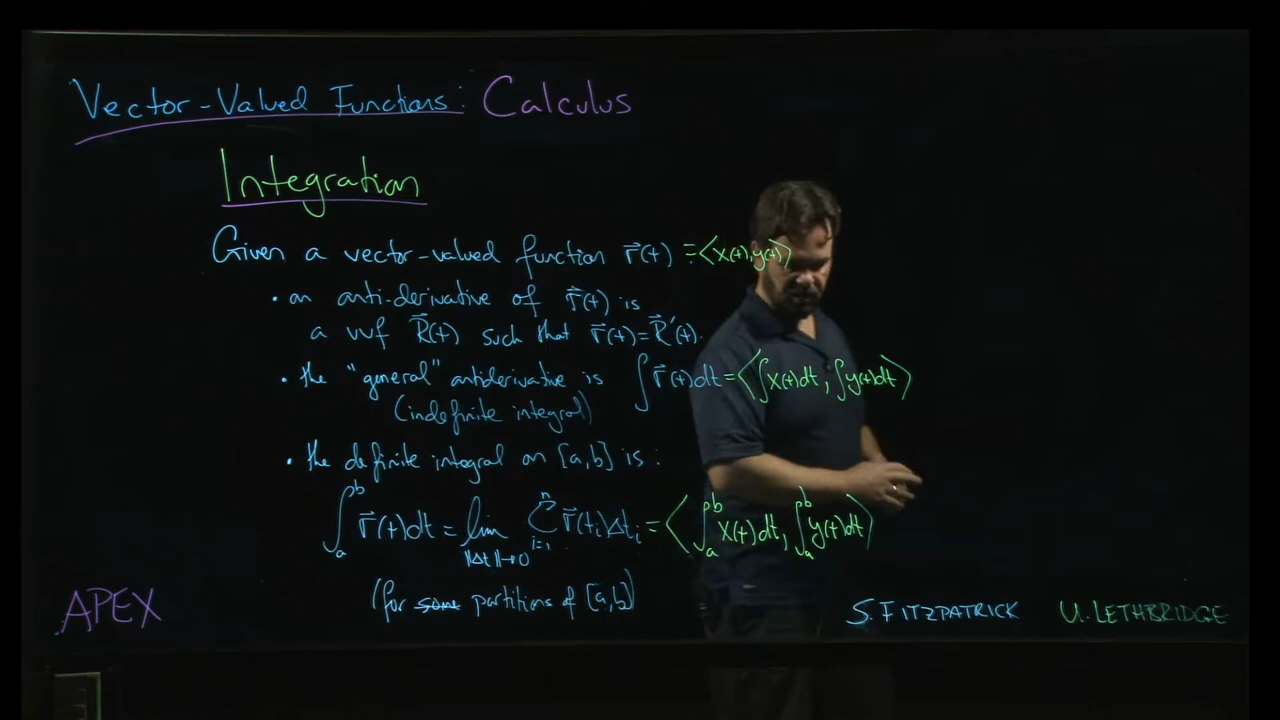 Vector-Valued Functions: Calculus
Integration
Given a vector-valued function r⃗(t) = ⟨x(t), y(t)⟩
• an anti-derivative of r⃗(t) is
a vvf R⃗(t) such that r⃗(t) = R⃗'(t).
• the "general" antiderivative is ∫ r⃗(t)dt = ⟨∫x(t)dt, ∫y(t)dt⟩
(indefinite integral)
• the definite integral on [a,b] is:
∫_a^b r⃗(t)dt = lim_{||Δt||→0} Σ_{i=1}^n r⃗(t_i)Δt_i = ⟨∫_a^b x(t)dt, ∫_a^b y(t)dt⟩
(for some partitions of [a,b])
APEX
S. FITZPATRICK U. LETHBRIDGE